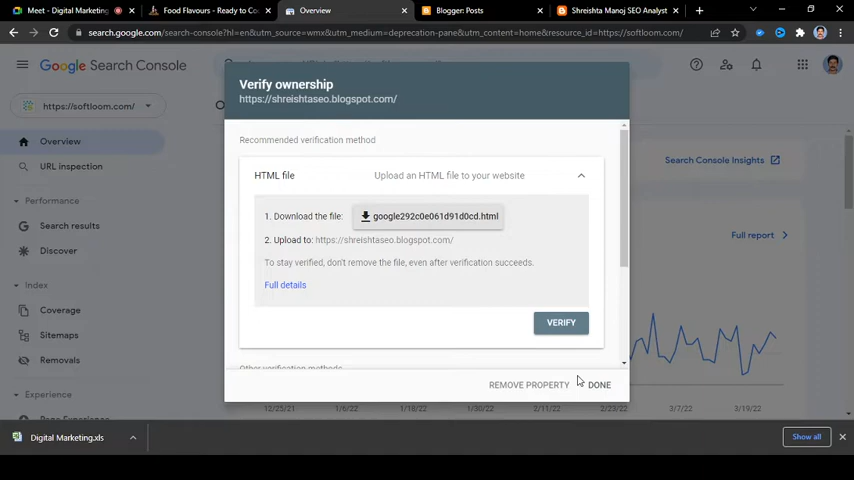 Meet - Digital Marketing
Food Flavours - Ready to Co
Overview
Blogger: Posts
Shreishta Manoj SEO Analyst
search.google.com/search-console?hl=en&utm_source=wmx&utm_medium=deprecation-pane&utm_content=home&resource_id=https://softloom.com/
Google Search Console
https://softloom.com/
Overview
URL inspection
Performance
Search results
Discover
Index
Coverage
Sitemaps
Removals
Experience
Verify ownership
https://shreishtaseo.blogspot.com/
Recommended verification method
HTML file
Upload an HTML file to your website
1. Download the file:
google292c0e061d91d0cd.html
2. Upload to: https://shreishtaseo.blogspot.com/
To stay verified, don't remove the file, even after verification succeeds.
Full details
VERIFY
Other verification methods
REMOVE PROPERTY
DONE
Search Console Insights
Full report
12/25/21
1/6/22
1/18/22
1/30/22
2/11/22
2/23/22
3/7/22
3/19/22
Digital Marketing.xls
Show all